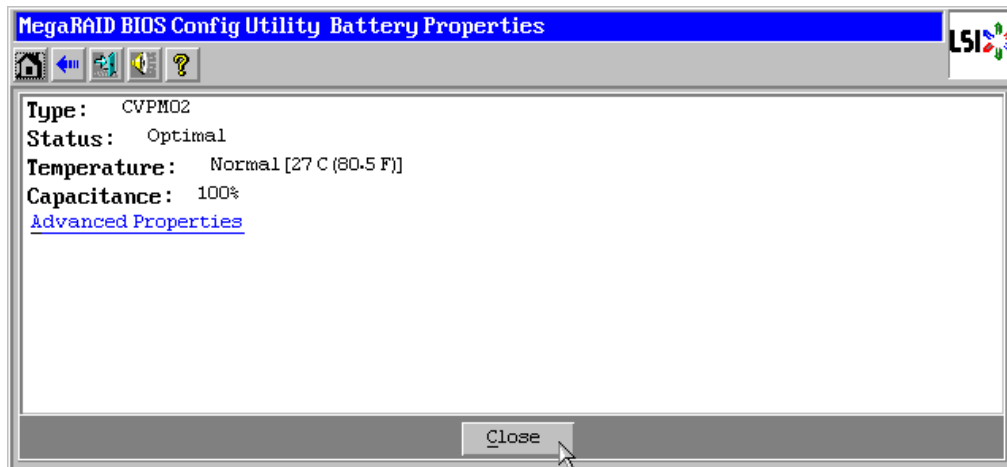 MegaRAID BIOS Config Utility Battery Properties
LSI
Type: CVPM02
Status: Optimal
Temperature: Normal [27 C (80.5 F)]
Capacitance: 100%
Advanced Properties
Close